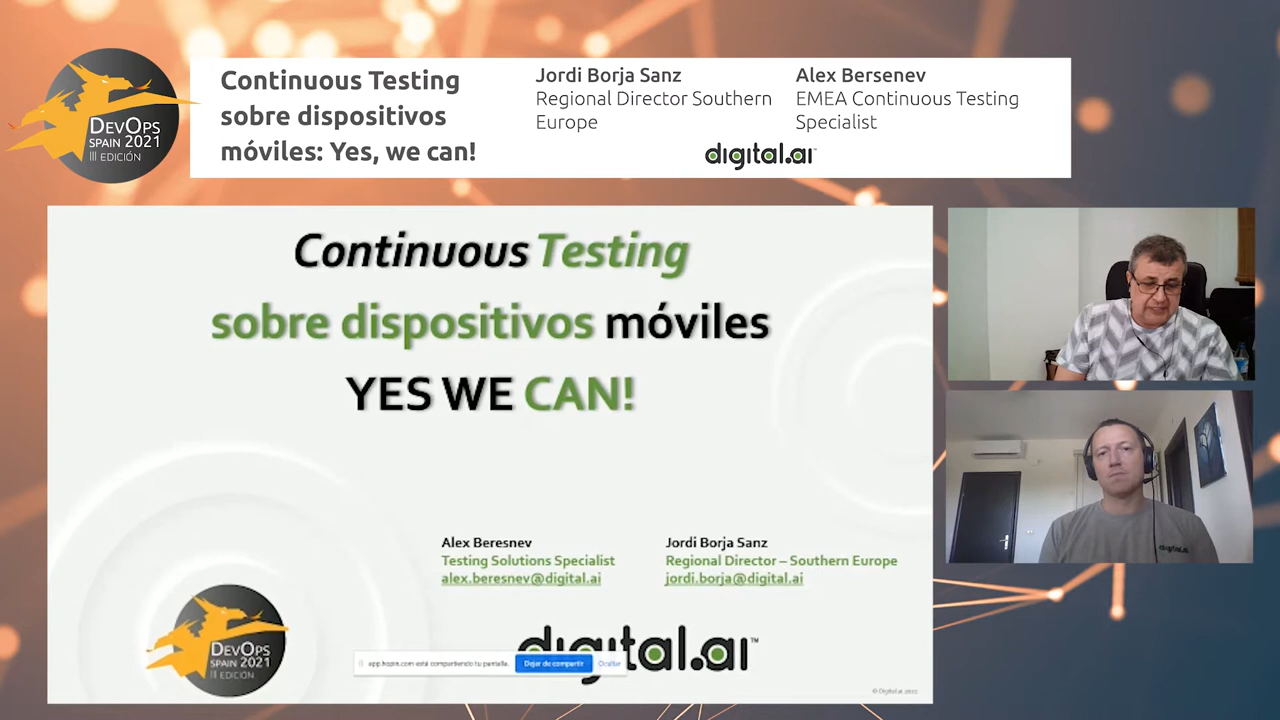 Continuous Testing
sobre dispositivos
móviles: Yes, we can!
Jordi Borja Sanz
Regional Director Southern
Europe
Alex Bersenev
EMEA Continuous Testing
Specialist
digital.ai™
DevOps
SPAIN 2021
III EDICIÓN
Continuous Testing
sobre dispositivos móviles
YES WE CAN!
Alex Beresnev
Testing Solutions Specialist
alex.beresnev@digital.ai
Jordi Borja Sanz
Regional Director – Southern Europe
jordi.borja@digital.ai
DevOps
SPAIN 2021
III EDICIÓN
digital.ai™
app.hopin.com está compartiendo tu pantalla.
Dejar de compartir
Ocultar
digital.ai